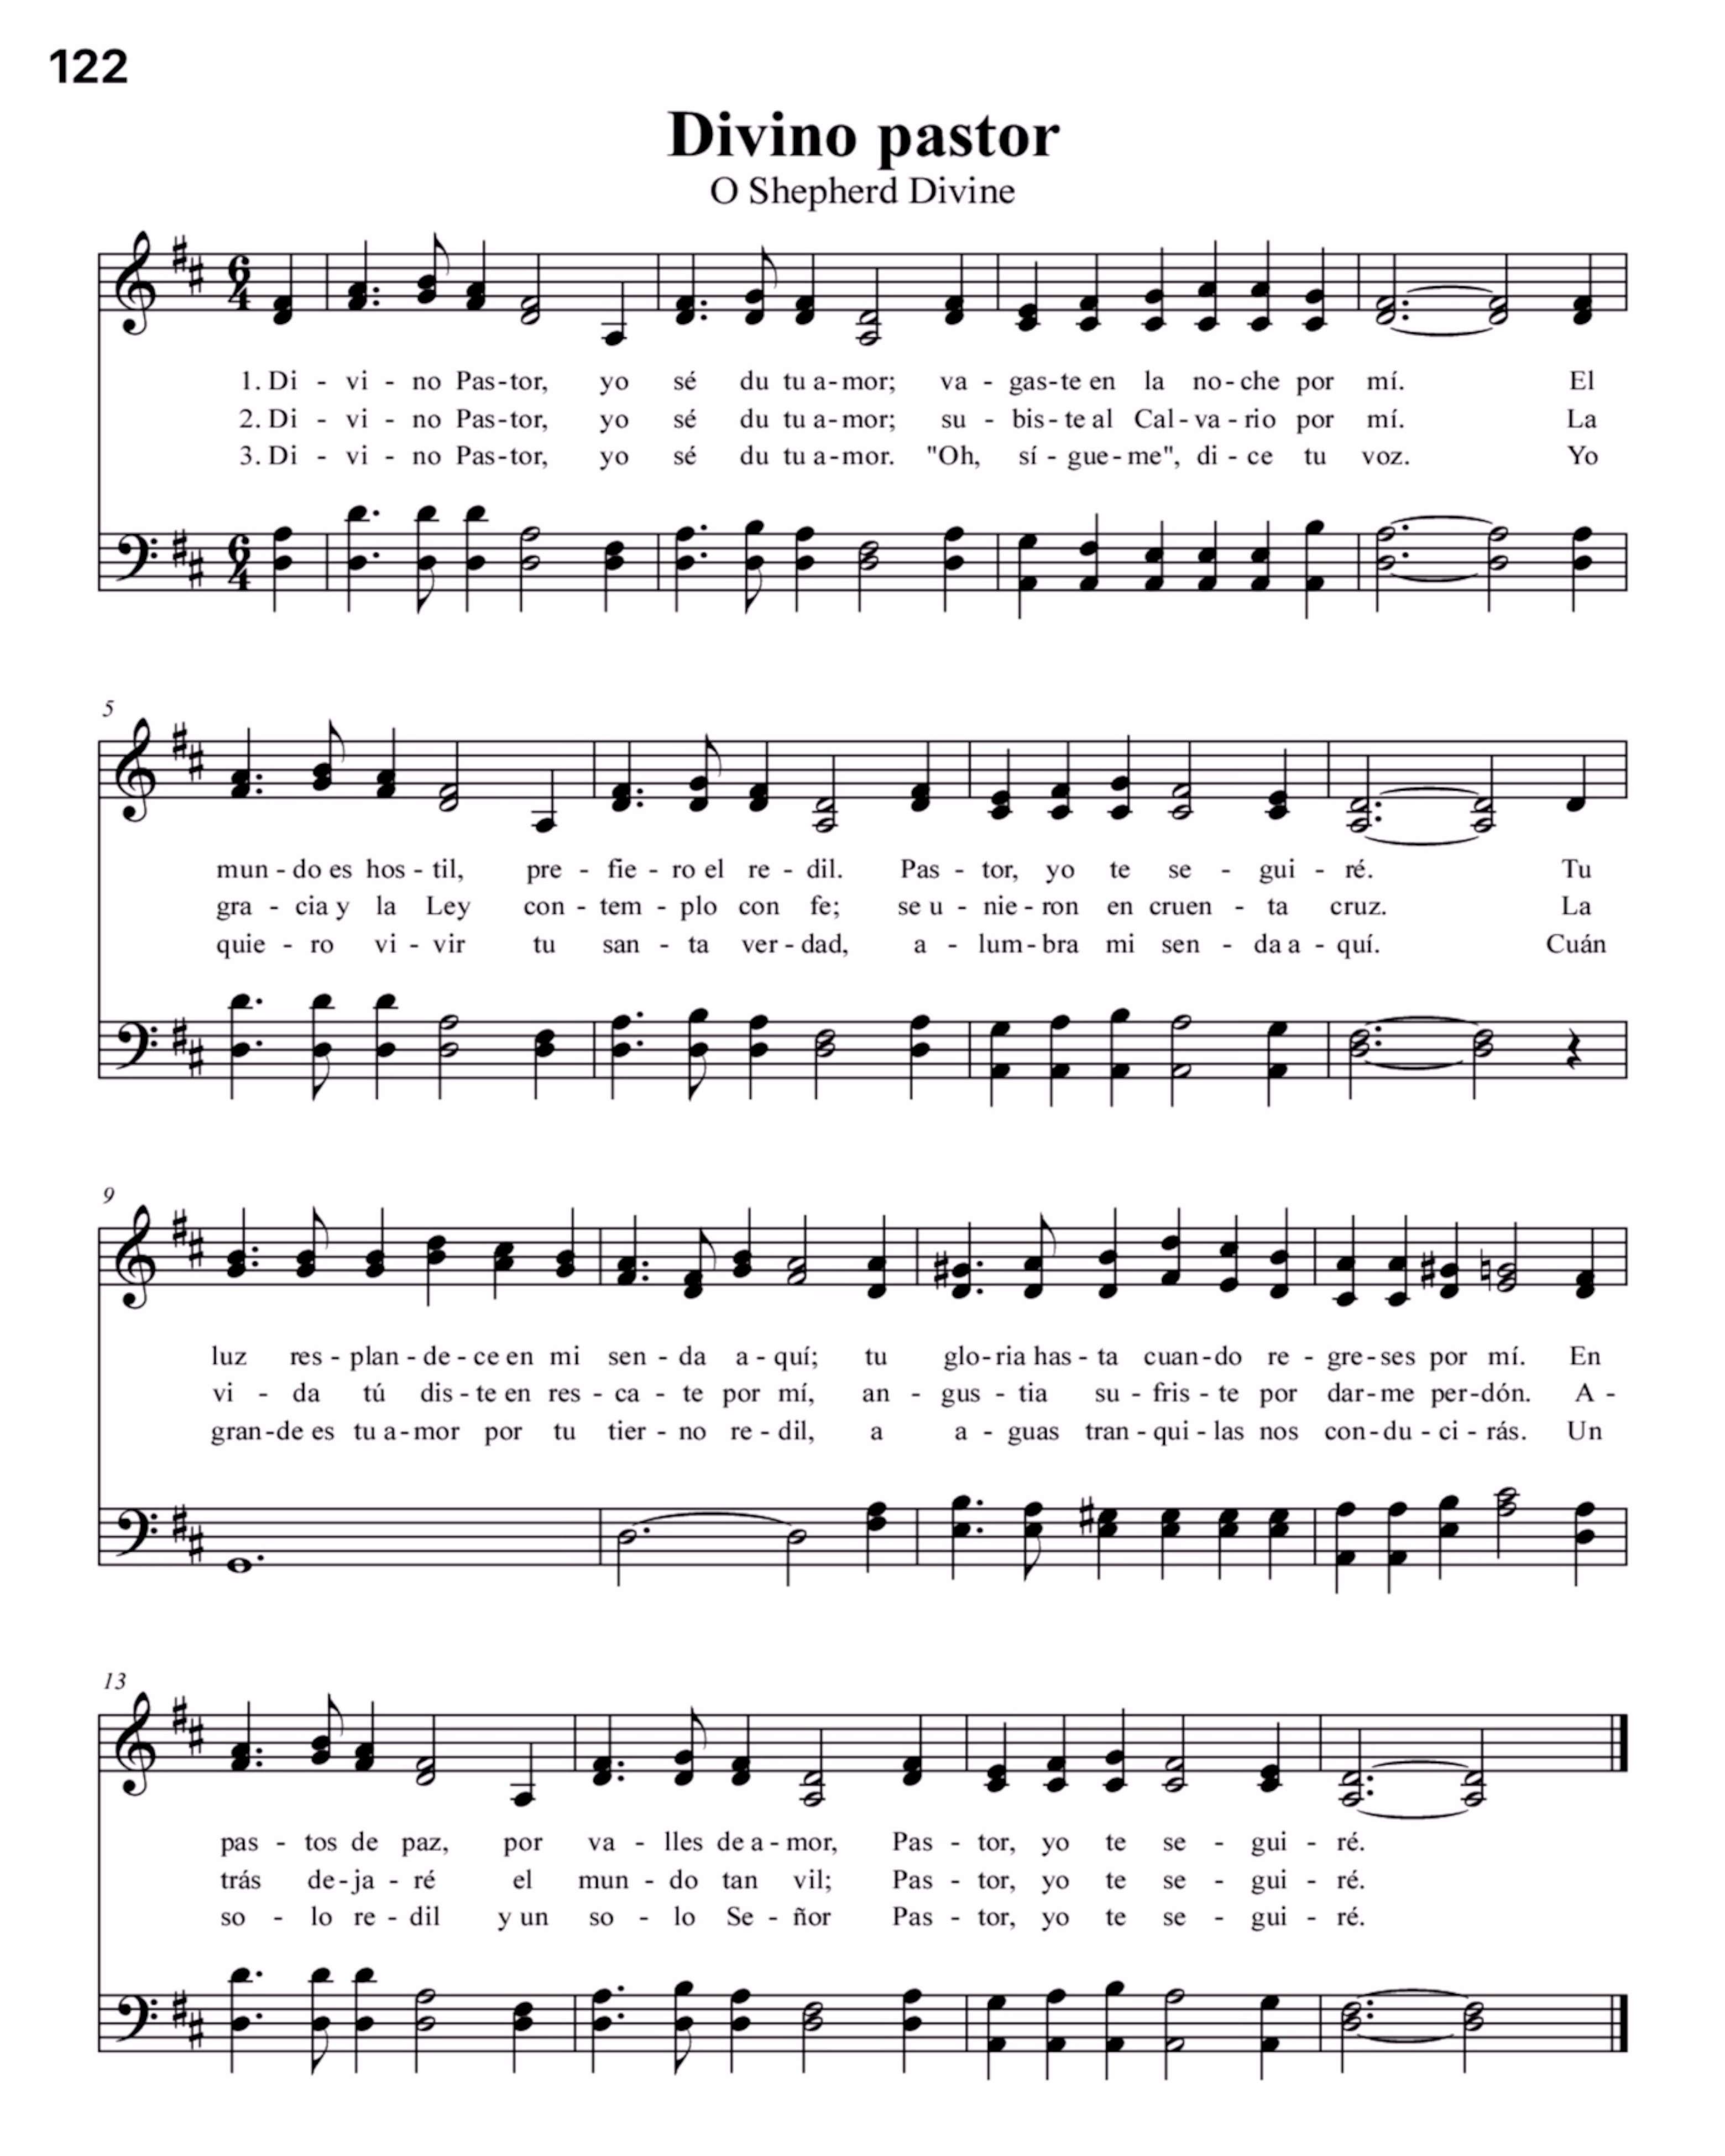 122
Divino pastor
O Shepherd Divine
6 4
1. Di - vi - no Pas - tor, yo sé du tu a - mor; va - gas - te en la no - che por mí. El
2. Di - vi - no Pas - tor, yo sé du tu a - mor; su - bis - te al Cal - va - rio por mí. La
3. Di - vi - no Pas - tor, yo sé du tu a - mor. "Oh, sí - gue - me", di - ce tu voz. Yo
6 4
5
mun - do es hos - til, pre - fie - ro el re - dil. Pas - tor, yo te se - gui - ré. Tu
gra - cia y la Ley con - tem - plo con fe; se u - nie - ron en cruen - ta cruz. La
quie - ro vi - vir tu san - ta ver - dad, a - lum - bra mi sen - da a - quí. Cuán
9
luz res - plan - de - ce en mi sen - da a - quí; tu glo - ria has - ta cuan - do re - gre - ses por mí. En
vi - da tú dis - te en res - ca - te por mí, an - gus - tia su - fris - te por dar - me per - dón. A -
gran - de es tu a - mor por tu tier - no re - dil, a a - guas tran - qui - las nos con - du - ci - rás. Un
13
pas - tos de paz, por va - lles de a - mor, Pas - tor, yo te se - gui - ré.
trás de - ja - ré el mun - do tan vil; Pas - tor, yo te se - gui - ré.
so - lo re - dil y un so - lo Se - ñor Pas - tor, yo te se - gui - ré.